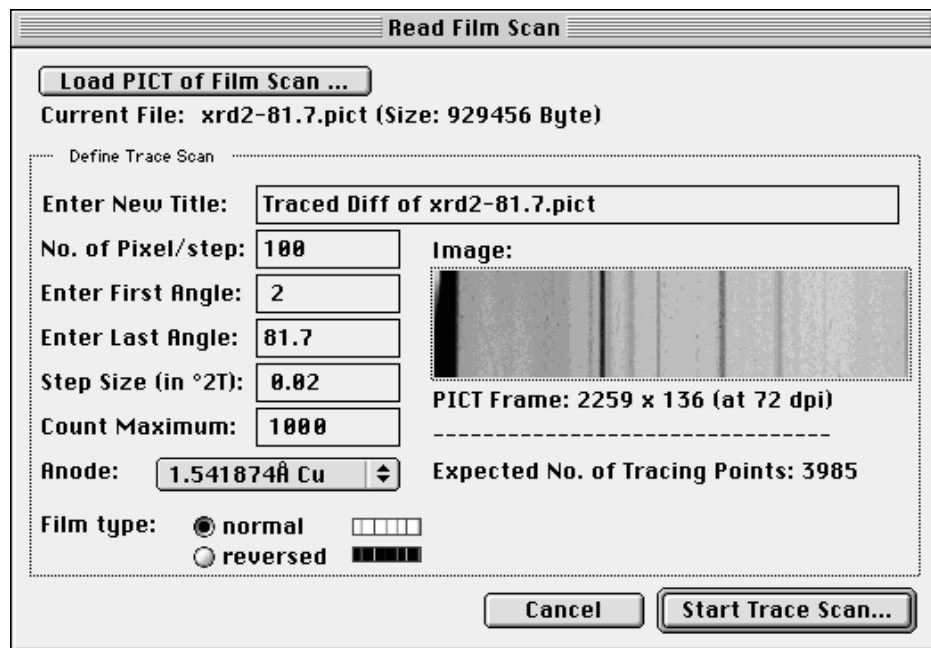 Read Film Scan
Load PICT of Film Scan ...
Current File: xrd2-81.7.pict (Size: 929456 Byte)
Define Trace Scan
Enter New Title: Traced Diff of xrd2-81.7.pict
No. of Pixel/step: 100
Image:
Enter First Angle: 2
Enter Last Angle: 81.7
Step Size (in °2T): 0.02
PICT Frame: 2259 x 136 (at 72 dpi)
Count Maximum: 1000
--------------------------------
Anode: 1.541874Å Cu
Expected No. of Tracing Points: 3985
Film type: normal
reversed
Cancel
Start Trace Scan...